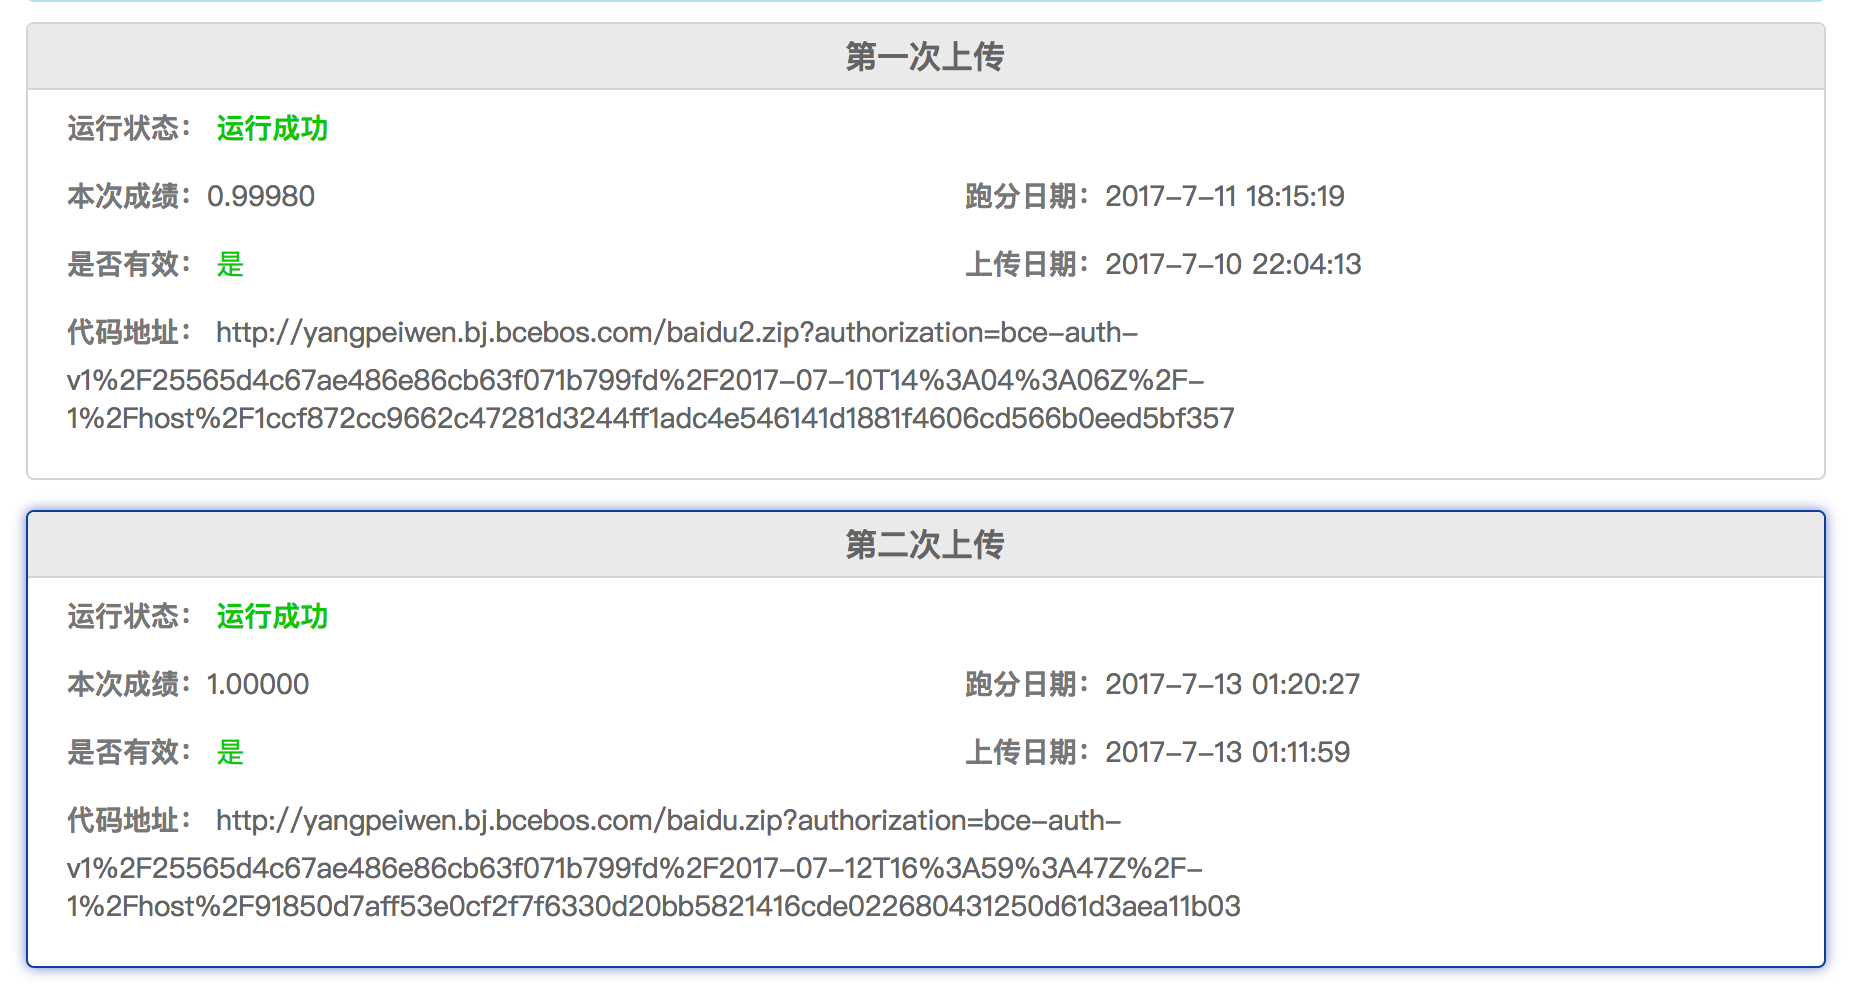 第一次上传
运行状态： 运行成功
本次成绩：0.99980 跑分日期：2017-7-11 18:15:19
是否有效： 是 上传日期：2017-7-10 22:04:13
代码地址： http://yangpeiwen.bj.bcebos.com/baidu2.zip?authorization=bce-auth-
v1%2F25565d4c67ae486e86cb63f071b799fd%2F2017-07-10T14%3A04%3A06Z%2F-
1%2Fhost%2F1ccf872cc9662c47281d3244ff1adc4e546141d1881f4606cd566b0eed5bf357
第二次上传
运行状态： 运行成功
本次成绩：1.00000 跑分日期：2017-7-13 01:20:27
是否有效： 是 上传日期：2017-7-13 01:11:59
代码地址： http://yangpeiwen.bj.bcebos.com/baidu.zip?authorization=bce-auth-
v1%2F25565d4c67ae486e86cb63f071b799fd%2F2017-07-12T16%3A59%3A47Z%2F-
1%2Fhost%2F91850d7aff53e0cf2f7f6330d20bb5821416cde022680431250d61d3aea11b03